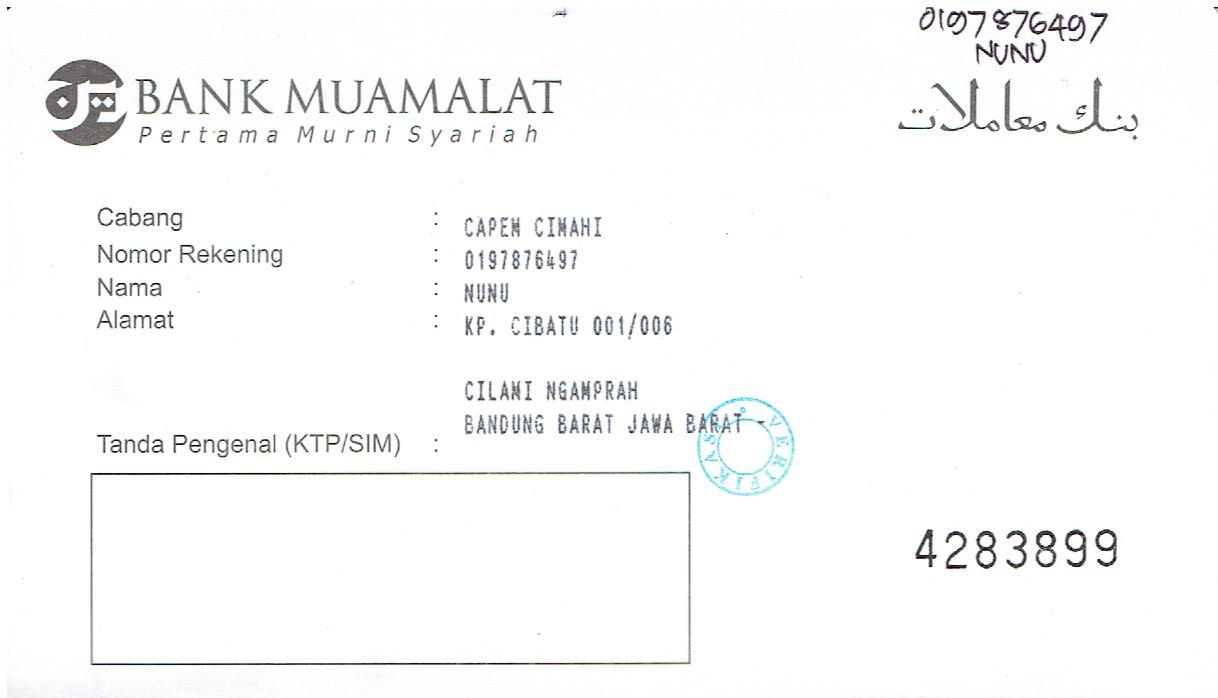 0197876497
NUNU
BANK MUAMALAT
Pertama Murni Syariah
بنك معاملات
Cabang : CAPEM CIMAHI
Nomor Rekening : 0197876497
Nama : NUNU
Alamat : KP. CIBATU 001/006
CILAMI NGAMPRAH
BANDUNG BARAT JAWA BARAT -
Tanda Pengenal (KTP/SIM) :
VERIFIKASI
4283899